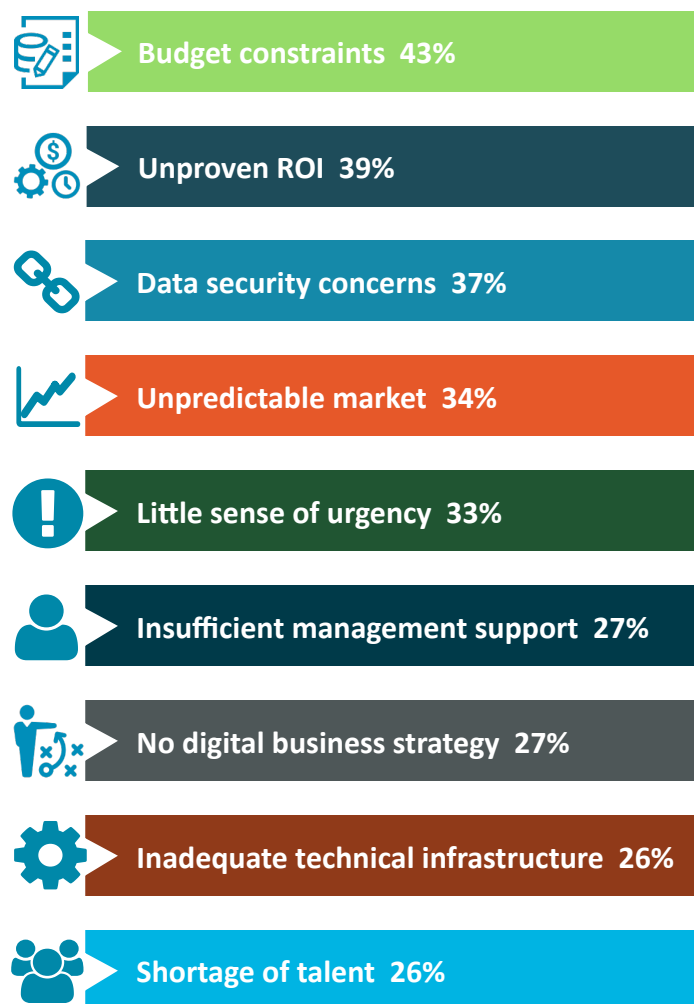 Budget constraints 43%
Unproven ROI 39%
Data security concerns 37%
Unpredictable market 34%
Little sense of urgency 33%
Insufficient management support 27%
No digital business strategy 27%
Inadequate technical infrastructure 26%
Shortage of talent 26%